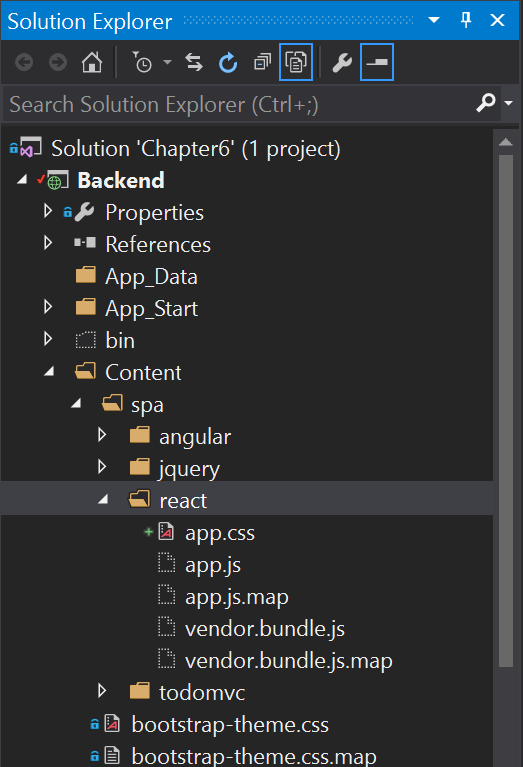 Solution Explorer
Search Solution Explorer (Ctrl+;)
Solution 'Chapter6' (1 project)
Backend
Properties
References
App_Data
App_Start
bin
Content
spa
angular
jquery
react
app.css
app.js
app.js.map
vendor.bundle.js
vendor.bundle.js.map
todomvc
bootstrap-theme.css
bootstrap-theme.css.map